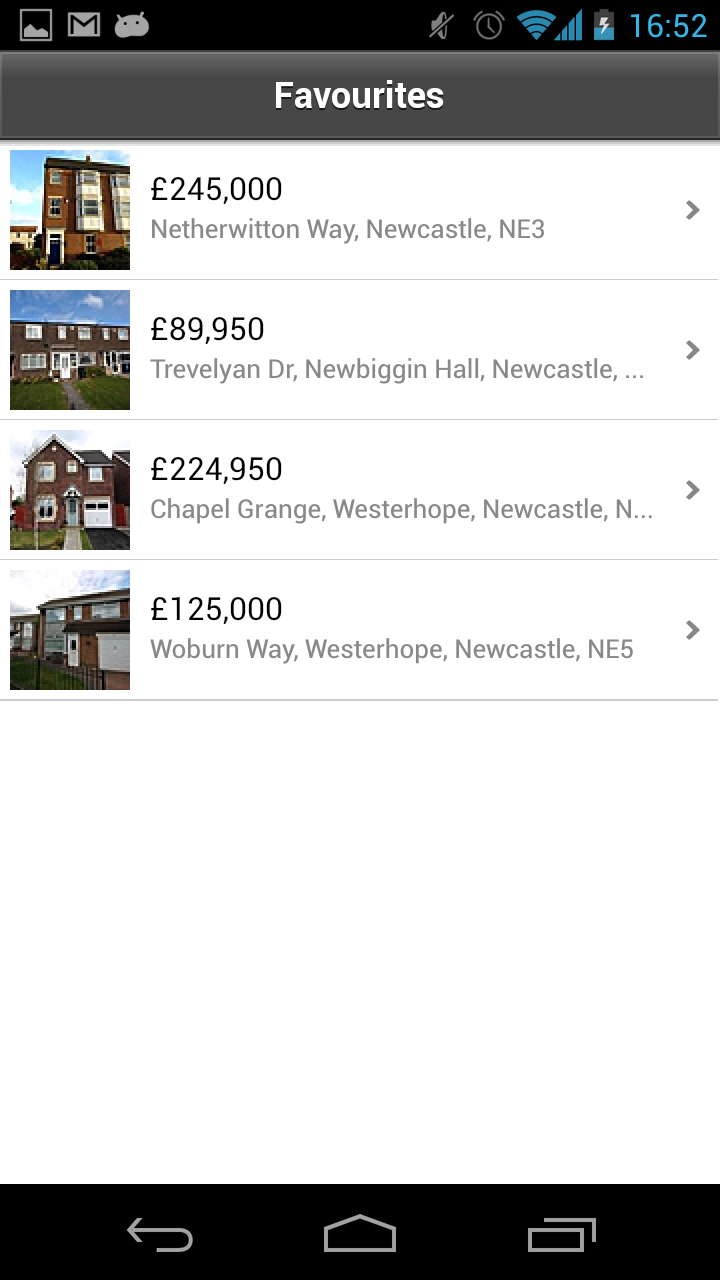 16:52
Favourites
£245,000
Netherwitton Way, Newcastle, NE3
£89,950
Trevelyan Dr, Newbiggin Hall, Newcastle, ...
£224,950
Chapel Grange, Westerhope, Newcastle, N...
£125,000
Woburn Way, Westerhope, Newcastle, NE5